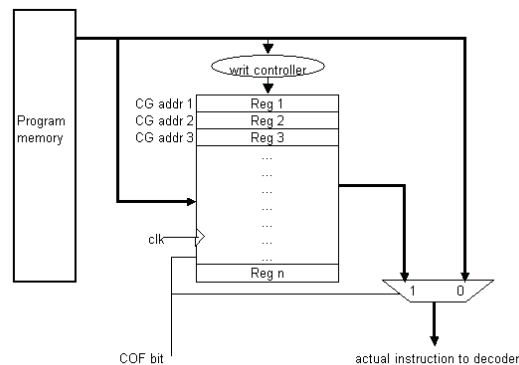 writ controller
CG addr 1 Reg 1
CG addr 2 Reg 2
Program CG addr 3 Reg 3
memory
...
...
...
...
...
...
...
clk
Reg n
1 0
COF bit actual instruction to decoder